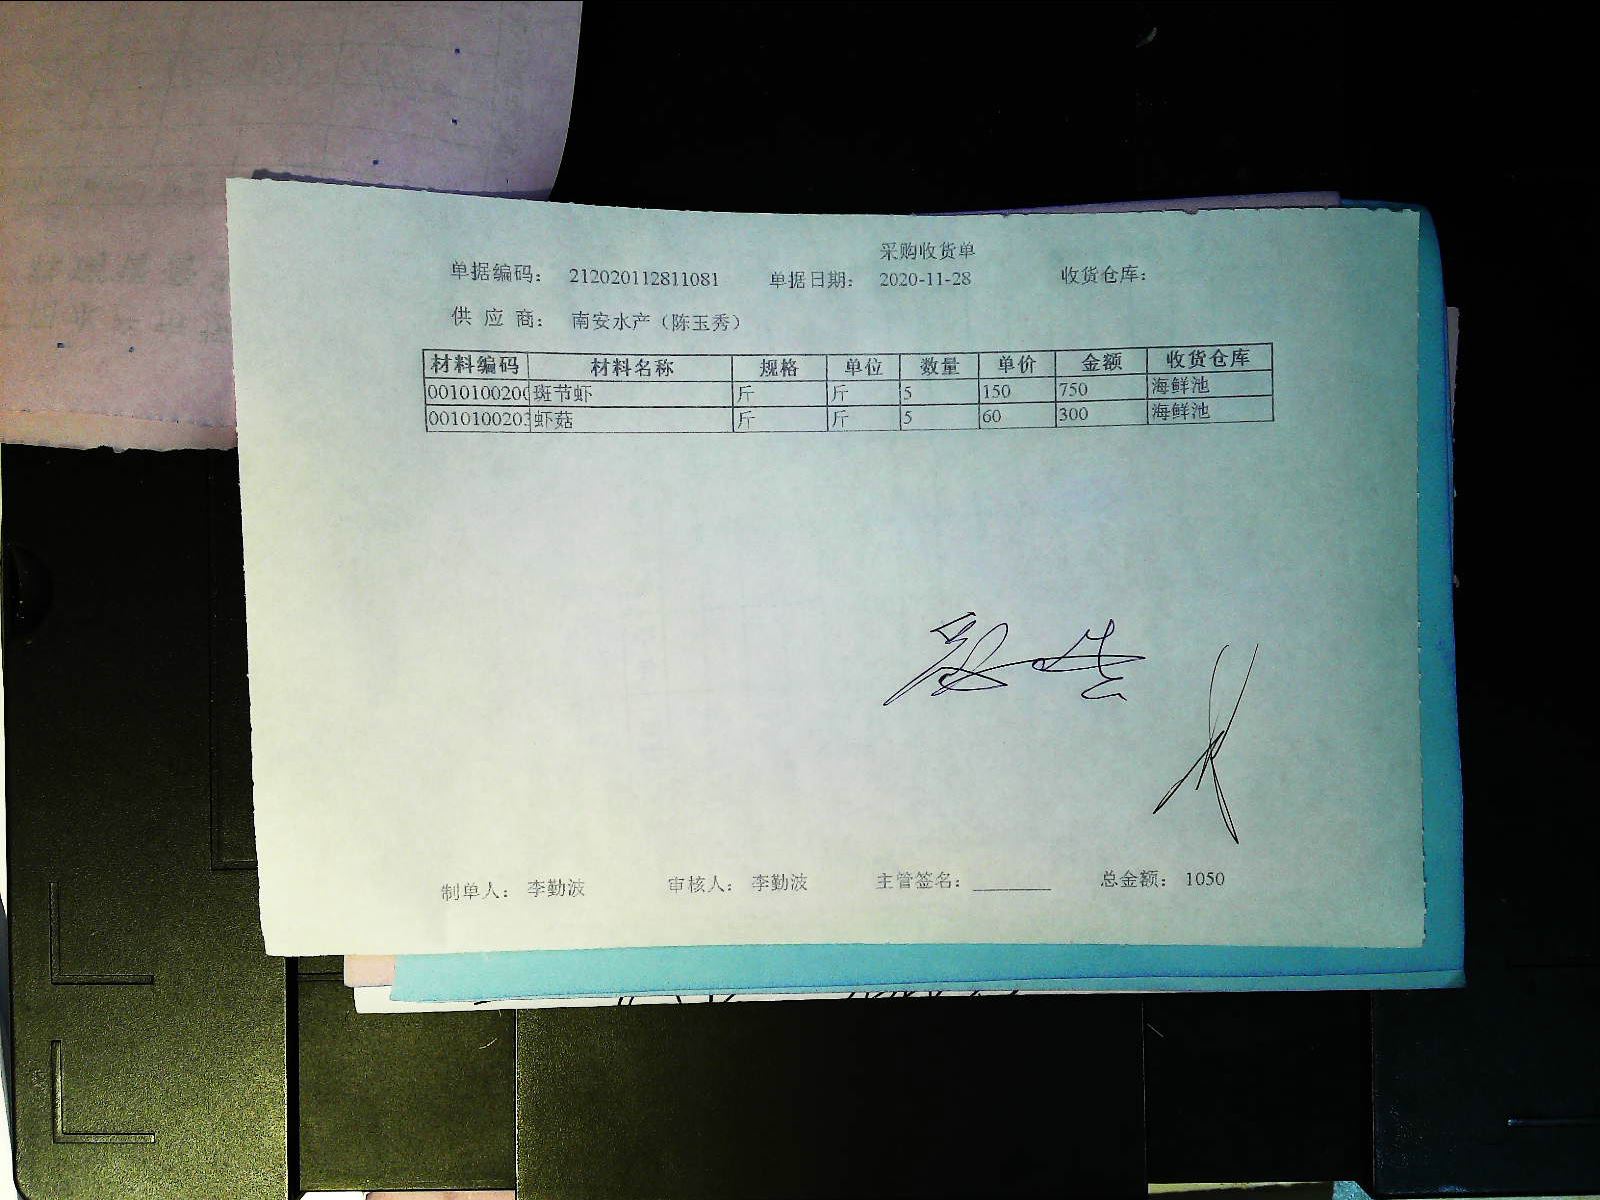 采购收货单
单据编码： 212020112811081 单据日期： 2020-11-28 收货仓库：
供 应 商： 南安水产（陈玉秀）
材料编码 材料名称 规格 单位 数量 单价 金额 收货仓库
0010100200 斑节虾 斤 斤 5 150 750 海鲜池
0010100203 虾菇 斤 斤 5 60 300 海鲜池
制单人： 李勤波 审核人： 李勤波 主管签名：________ 总金额： 1050